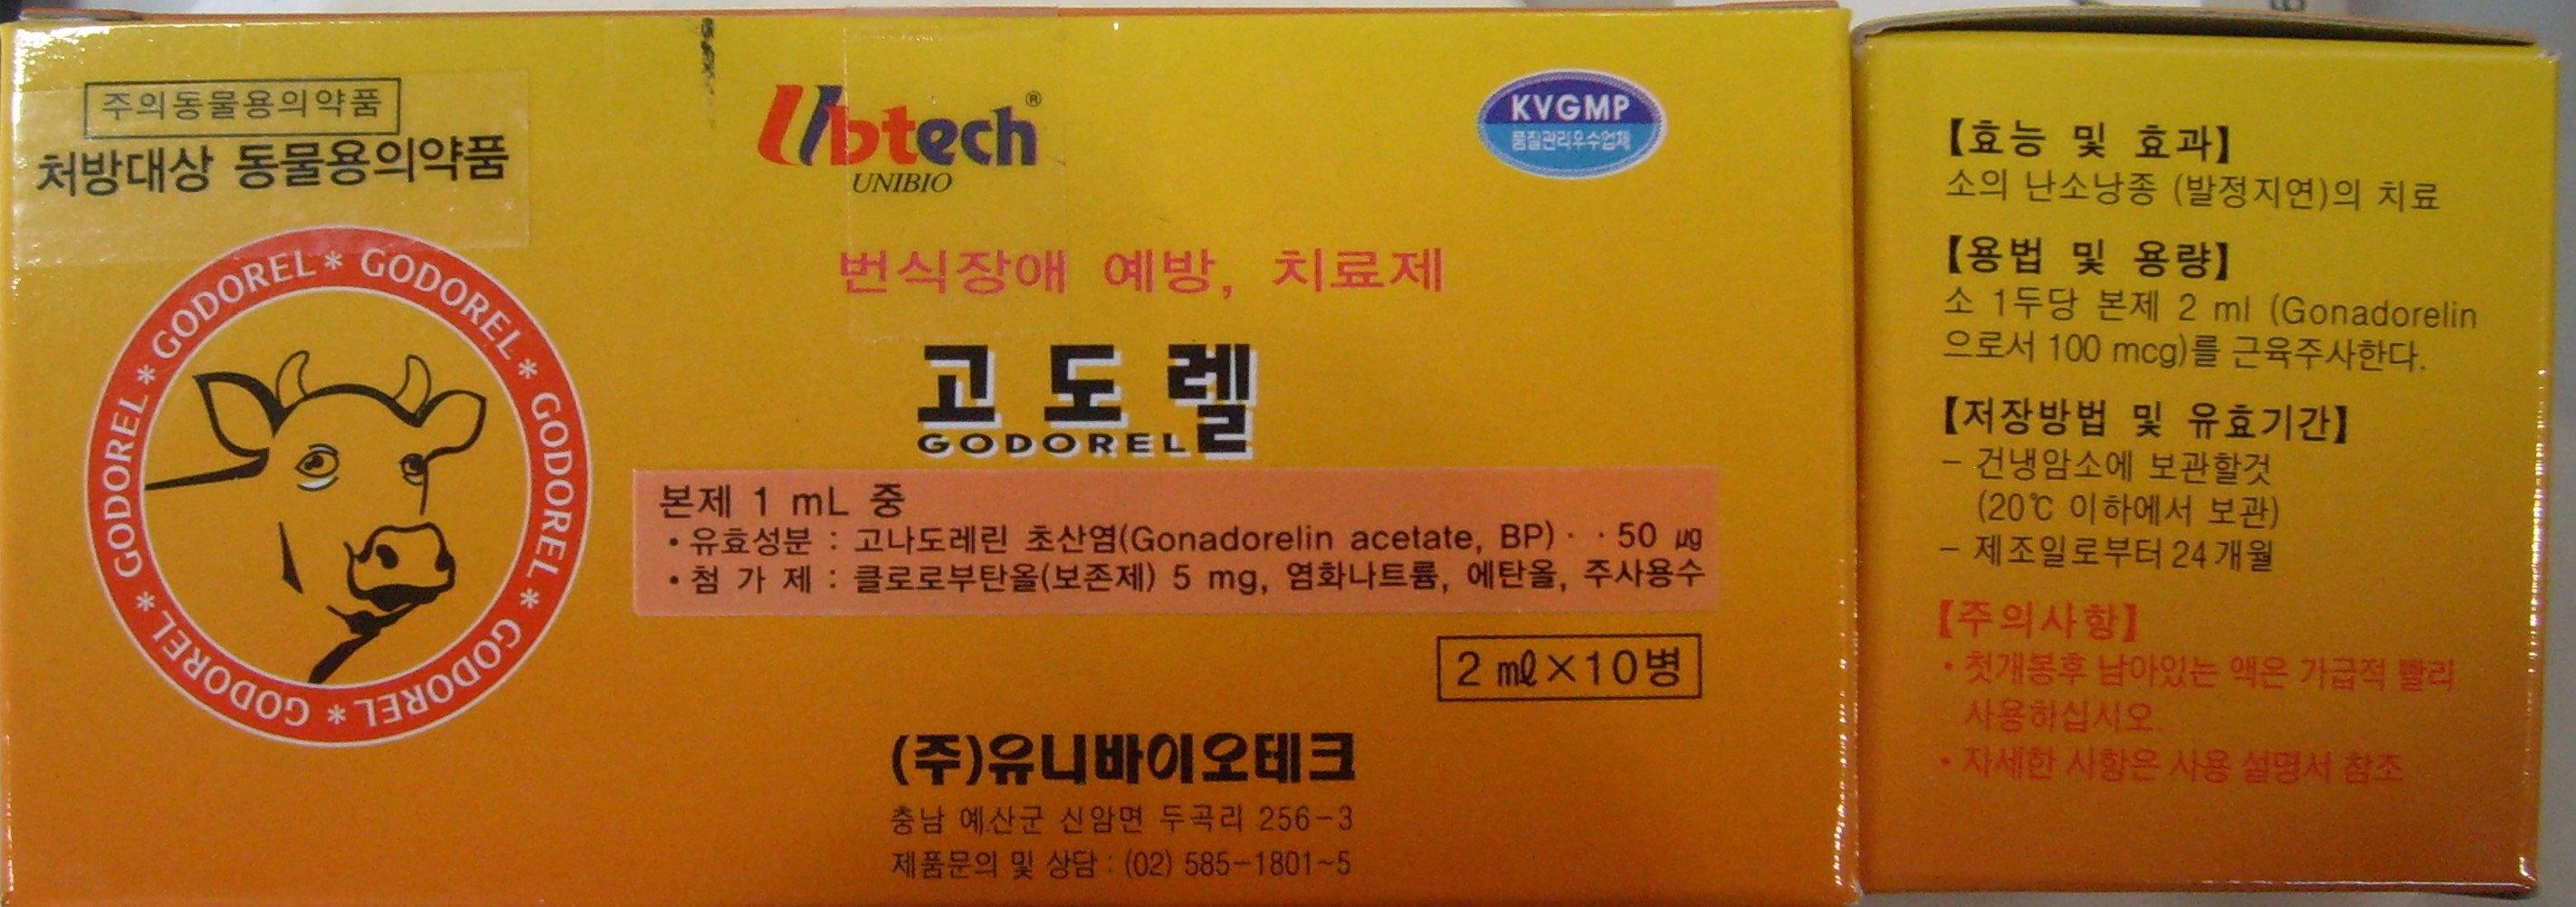 주의동물용의약품
처방대상 동물용의약품
Ubtech®
UNIBIO
KVGMP
품질관리우수업체
번식장애 예방, 치료제
고도렐
GODOREL
GODOREL * GODOREL * GODOREL * GODOREL * GODOREL * GODOREL * GODOREL *
본제 1 mL 중
• 유효성분 : 고나도레린 초산염(Gonadorelin acetate, BP) · · 50 ㎍
• 첨 가 제 : 클로로부탄올(보존제) 5 mg, 염화나트륨, 에탄올, 주사용수
2 ㎖×10병
(주)유니바이오테크
충남 예산군 신암면 두곡리 256-3
제품문의 및 상담 : (02) 585-1801~5
【효능 및 효과】
소의 난소낭종 (발정지연)의 치료
【용법 및 용량】
소 1두당 본제 2 ml (Gonadorelin
으로서 100 mcg)를 근육주사한다.
【저장방법 및 유효기간】
- 건냉암소에 보관할것
(20℃ 이하에서 보관)
- 제조일로부터 24개월
【주의사항】
• 첫개봉후 남아있는 액은 가급적 빨리
사용하십시오.
• 자세한 사항은 사용 설명서 참조